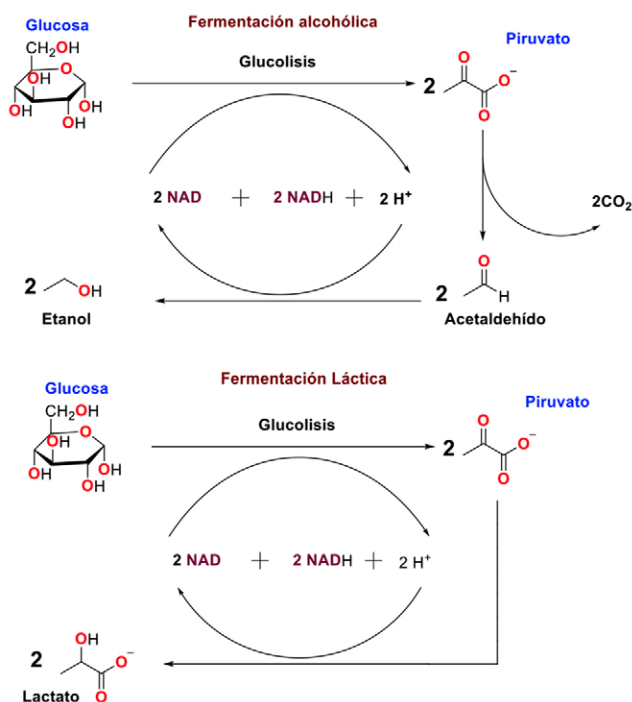 Fermentación alcohólica
Glucosa
Piruvato
CH₂OH
O
OH
OH
OH
OH
Glucolisis
2
O
O⁻
O
2 NAD + 2 NADH + 2 H⁺
2CO₂
2
OH
Etanol
2
O
H
Acetaldehído
Fermentación Láctica
Glucosa
Piruvato
CH₂OH
O
OH
OH
OH
OH
Glucolisis
2
O
O⁻
O
2 NAD + 2 NADH + 2 H⁺
2
OH
O⁻
O
Lactato